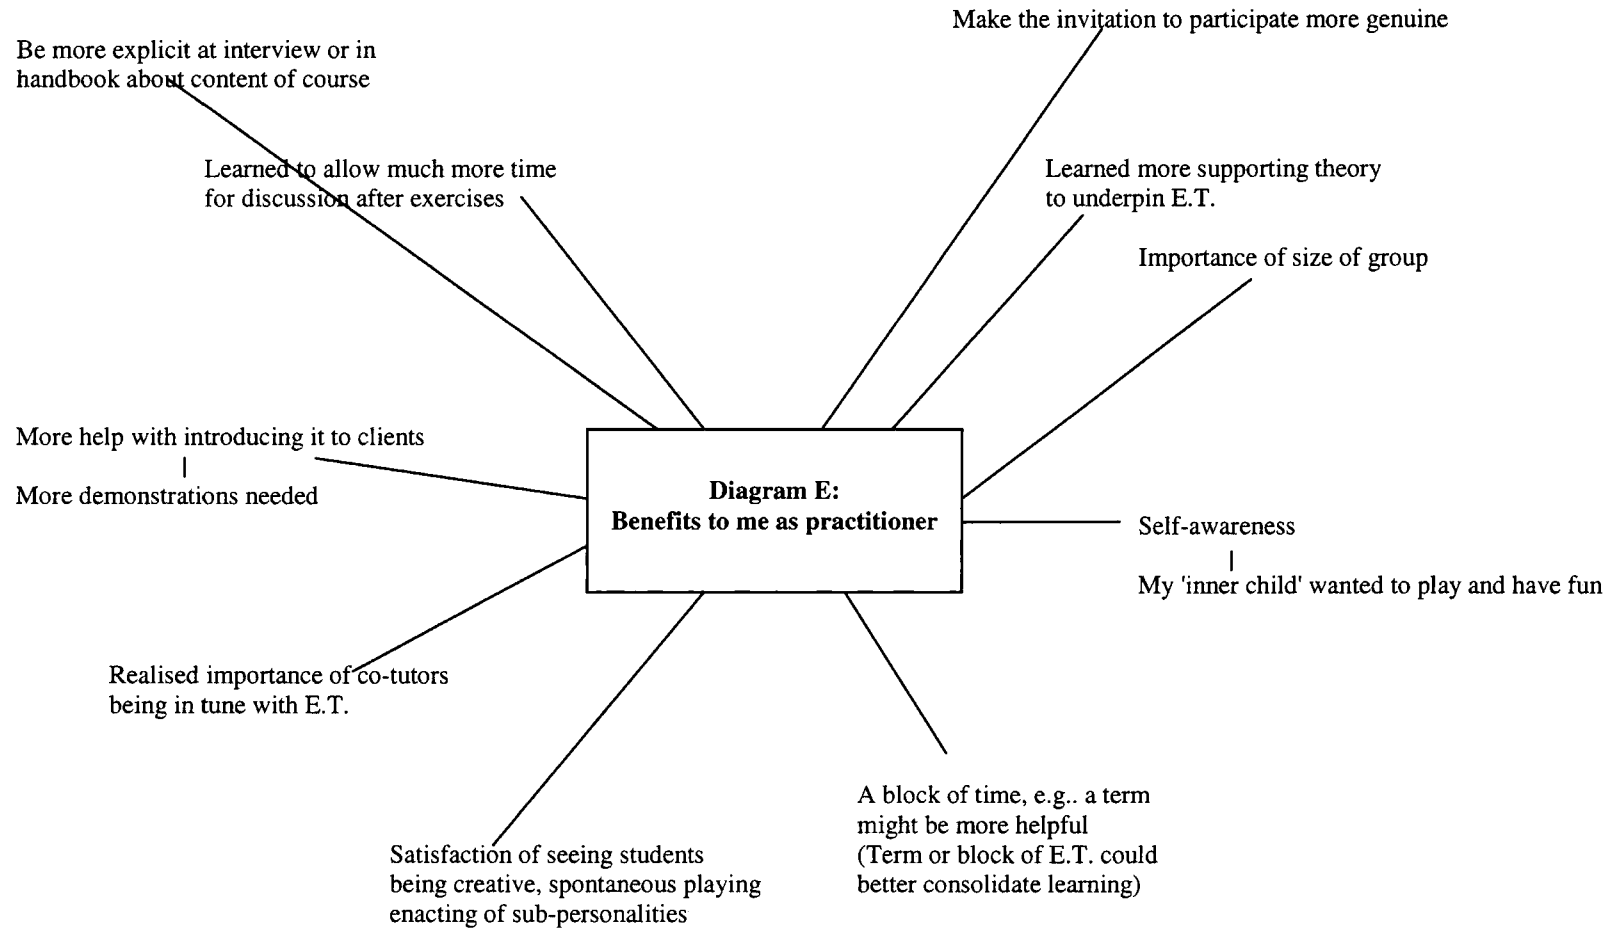 Make the invitation to participate more genuine
Be more explicit at interview or in
handbook about content of course
Learned to allow much more time
for discussion after exercises
Learned more supporting theory
to underpin E.T.
Importance of size of group
More help with introducing it to clients
More demonstrations needed
Diagram E:
Benefits to me as practitioner
Self-awareness
My 'inner child' wanted to play and have fun
Realised importance of co-tutors
being in tune with E.T.
A block of time, e.g.. a term
might be more helpful
(Term or block of E.T. could
better consolidate learning)
Satisfaction of seeing students
being creative, spontaneous playing
enacting of sub-personalities